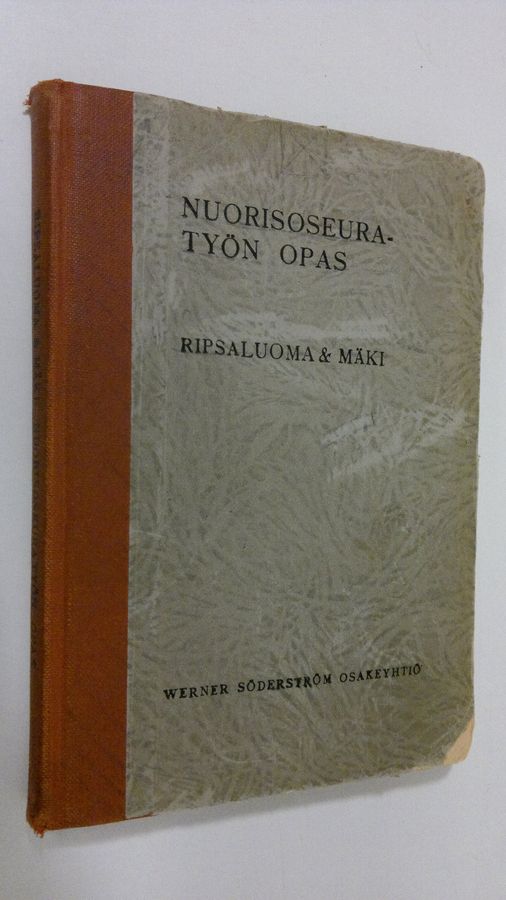 NUORISOSEURA-
TYÖN OPAS
RIPSALUOMA & MÄKI
WERNER SÖDERSTRÖM OSAKEYHTIÖ